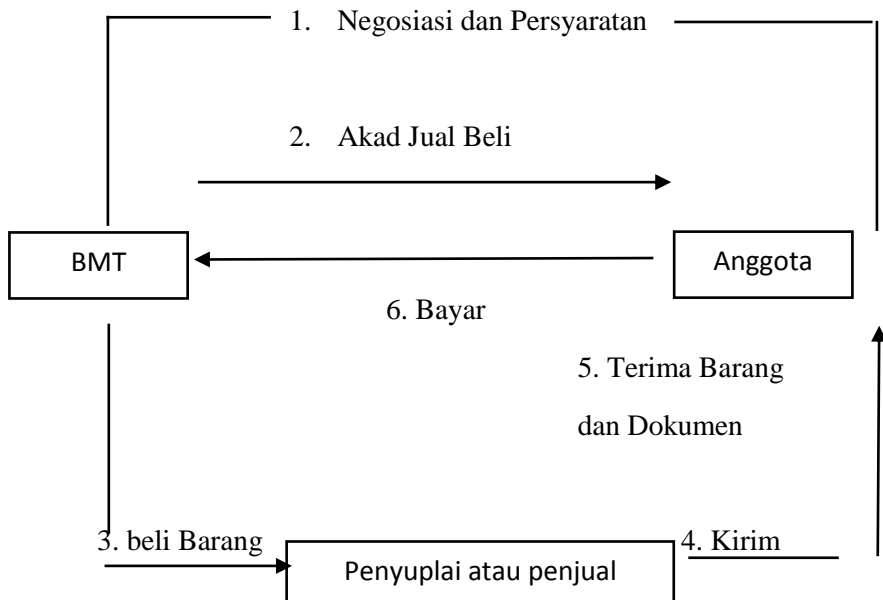 1. Negosiasi dan Persyaratan
2. Akad Jual Beli
BMT
Anggota
6. Bayar
5. Terima Barang
dan Dokumen
3. beli Barang
4. Kirim
Penyuplai atau penjual